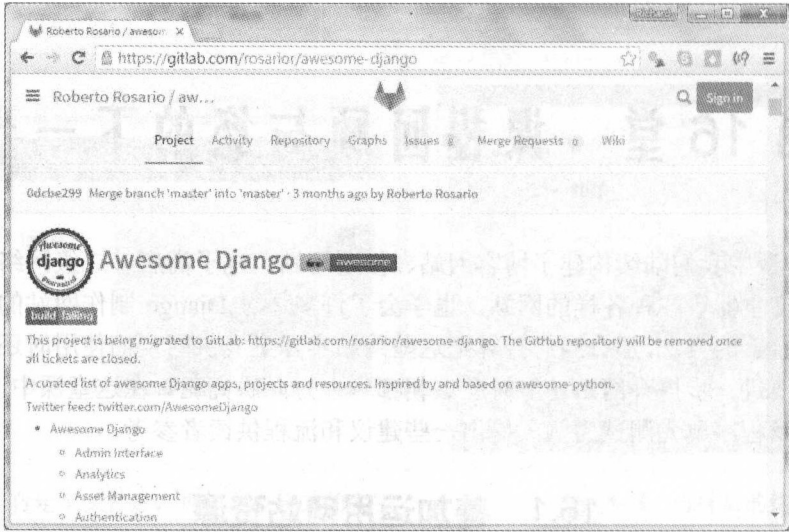 Roberto Rosario / awesom
https://gitlab.com/rosarior/awesome-django
Roberto Rosario / aw...
Sign in
Project Activity Repository Graphs Issues 8 Merge Requests 0 Wiki
0dcbe299 Merge branch 'master' into 'master' · 3 months ago by Roberto Rosario
Awesome
django
Awesome Django
awesome
build failing
This project is being migrated to GitLab: https://gitlab.com/rosarior/awesome-django. The GitHub repository will be removed once
all tickets are closed.
A curated list of awesome Django apps, projects and resources. Inspired by and based on awesome-python.
Twitter feed: twitter.com/AwesomeDjango
• Awesome Django
◦ Admin Interface
◦ Analytics
◦ Asset Management
◦ Authentication